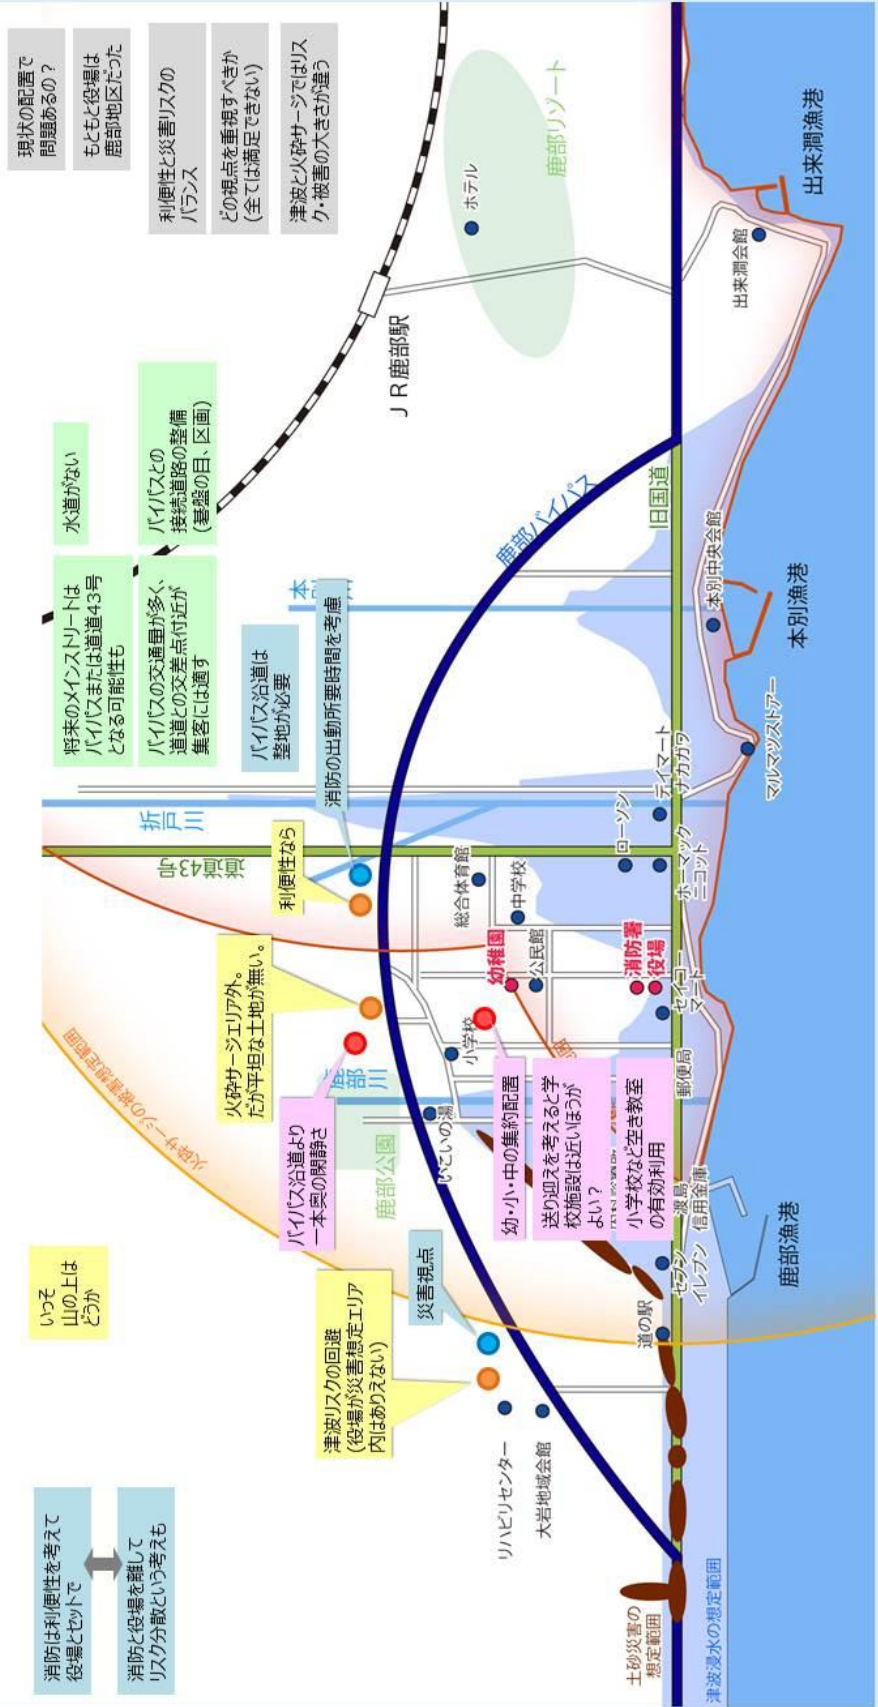 消防は利便性を考えて
役場とセットで
消防と役場を離して
リスク分散という考えも
いっそ
山の上は
どうか
将来のメインストリートは
バイパスまたは道道43号
となる可能性も
水道がない
バイパスの交通量が多く、
道道との交差点付近が
集客には適す
バイパスとの
接続道路の整備
(碁盤の目、区画)
現状の配置で
問題あるの？
もともと役場は
鹿部地区だった
利便性と災害リスクの
バランス
どの視点を重視すべきか
(全ては満足できない)
津波と火砕サージではリス
ク・被害の大きさが違う
火砕サージの被害想定範囲
火砕サージエリア外。
だが平坦な土地が無い。
利便性なら
バイパス沿道は
整地が必要
消防の出動所要時間を考慮
折戸川
道道43号
バイパス沿道より
一本奥の閑静さ
鹿部川
鹿部公園
津波リスクの回避
(役場が災害想定エリア
内はありえない)
災害視点
リハビリセンター
大岩地域会館
いこいの湯
小学校
幼・小・中の集約配置
送り迎えを考えると学
校施設は近いほうが
よい？
小学校など空き教室
の有効利用
幼稚園
公民館
総合体育館
中学校
消防署
役場
ローソン
鹿部バイパス
旧国道
ＪＲ鹿部駅
ホテル
鹿部リゾート
土砂災害の
想定範囲
津波浸水の想定範囲
道の駅
セブン
イレブン
渡島
信用金庫
郵便局
セイコー
マート
ホーマック
ニコット
デイマート
ナカガワ
マルマツストアー
本別中央会館
出来澗会館
鹿部漁港
本別漁港
出来澗漁港